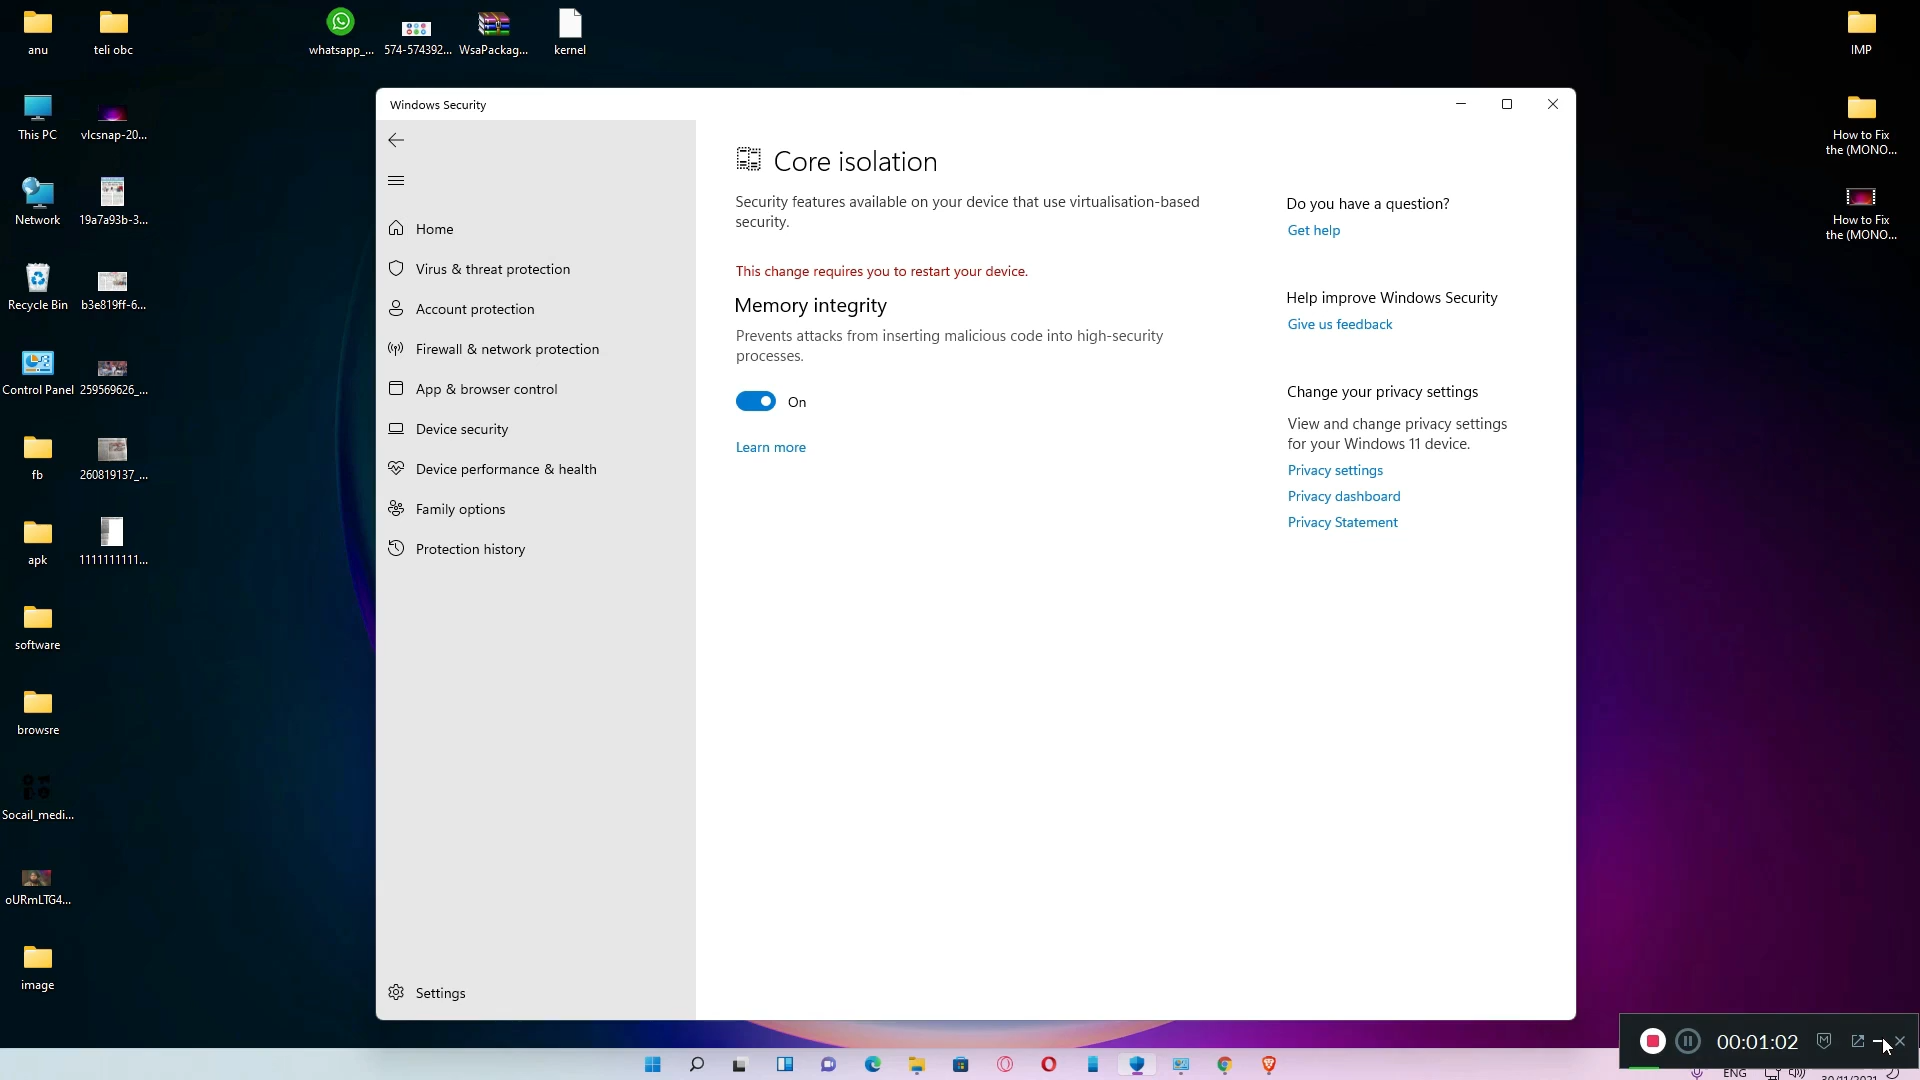 anu
teli obc
whatsapp_...
574-574392...
WsaPackag...
kernel
IMP
This PC
vlcsnap-20...
How to Fix
the (MONO...
Network
19a7a93b-3...
How to Fix
the (MONO...
Recycle Bin
b3e819ff-6...
Control Panel
259569626_...
fb
260819137_...
apk
1111111111...
software
browsre
Socail_medi...
oURmLTG4...
image
Windows Security
Home
Virus & threat protection
Account protection
Firewall & network protection
App & browser control
Device security
Device performance & health
Family options
Protection history
Settings
Core isolation
Security features available on your device that use virtualisation-based
security.
This change requires you to restart your device.
Memory integrity
Prevents attacks from inserting malicious code into high-security
processes.
On
Learn more
Do you have a question?
Get help
Help improve Windows Security
Give us feedback
Change your privacy settings
View and change privacy settings
for your Windows 11 device.
Privacy settings
Privacy dashboard
Privacy Statement
00:01:02
ENG
30/11/2021